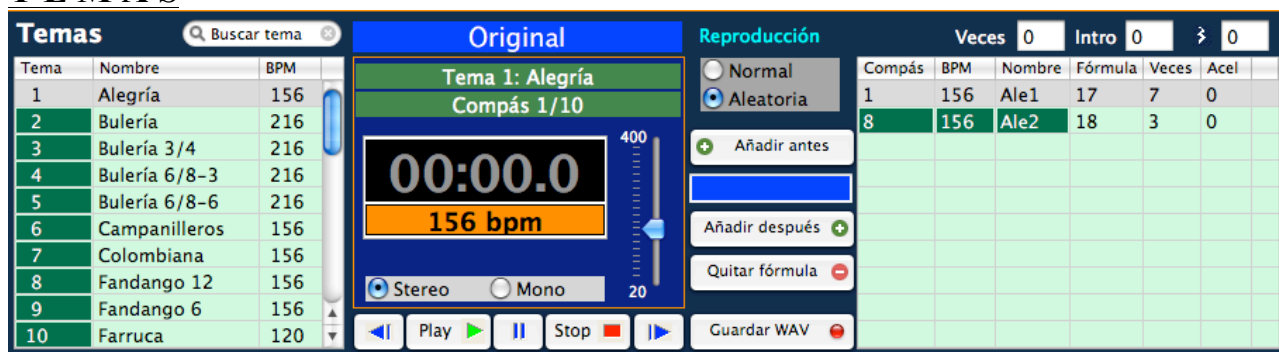 TEMAS
Temas
Buscar tema
Tema Nombre BPM
1 Alegría 156
2 Bulería 216
3 Bulería 3/4 216
4 Bulería 6/8-3 216
5 Bulería 6/8-6 216
6 Campanilleros 156
7 Colombiana 156
8 Fandango 12 156
9 Fandango 6 156
10 Farruca 120
Original
Tema 1: Alegría
Compás 1/10
400
00:00.0
156 bpm
Stereo Mono 20
Play Stop
Reproducción
Normal
Aleatoria
Añadir antes
Añadir después
Quitar fórmula
Guardar WAV
Veces 0 Intro 0 0
Compás BPM Nombre Fórmula Veces Acel
1 156 Ale1 17 7 0
8 156 Ale2 18 3 0